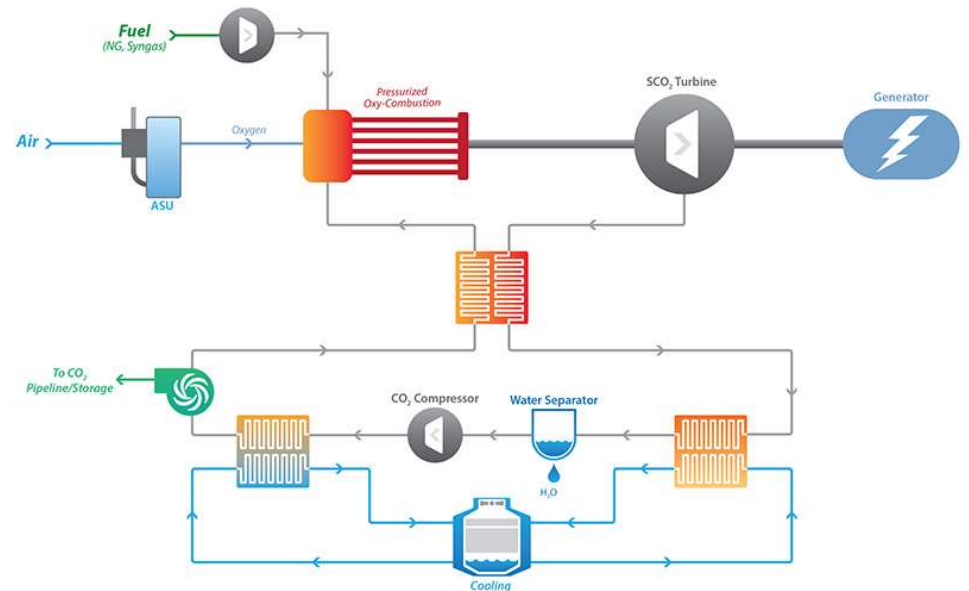 Fuel
(NG, Syngas)
Pressurized
Oxy-Combustion
SCO₂ Turbine
Generator
Air
Oxygen
ASU
To CO₂
Pipeline/Storage
CO₂ Compressor
Water Separator
H₂O
Cooling